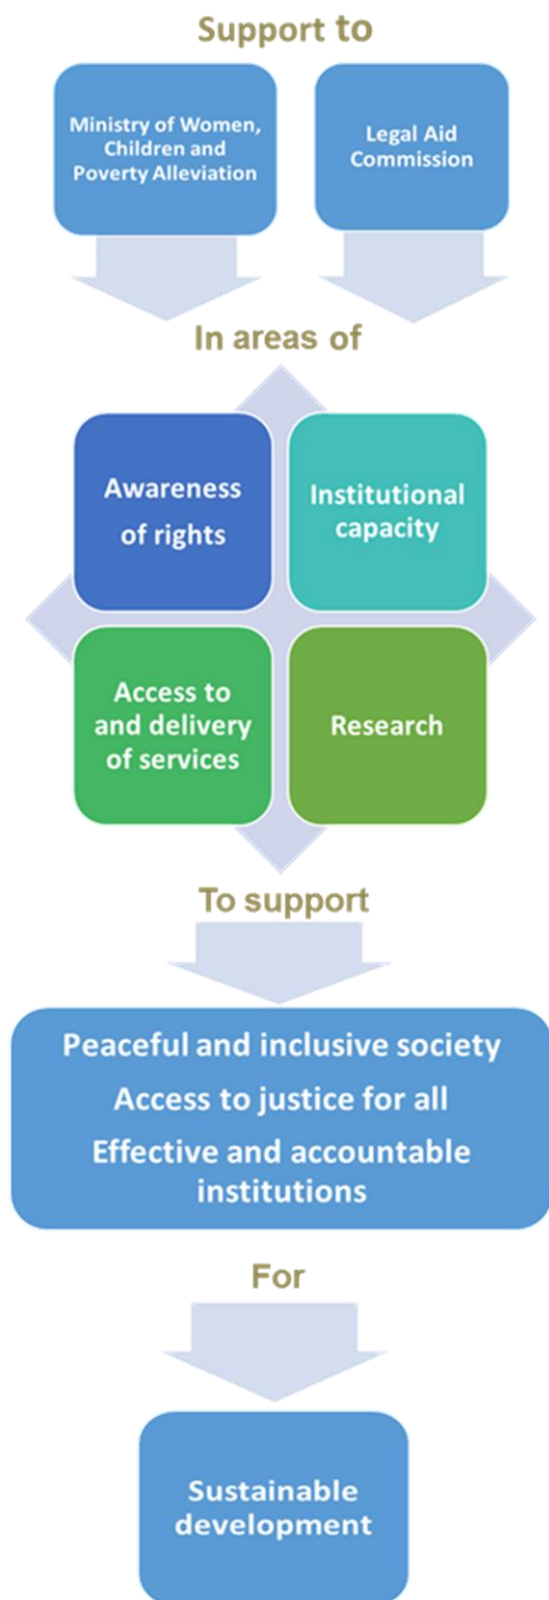 Support to
Ministry of Women,
Children and
Poverty Alleviation
Legal Aid
Commission
In areas of
Awareness
of rights
Institutional
capacity
Access to
and delivery
of services
Research
To support
Peaceful and inclusive society
Access to justice for all
Effective and accountable
institutions
For
Sustainable
development